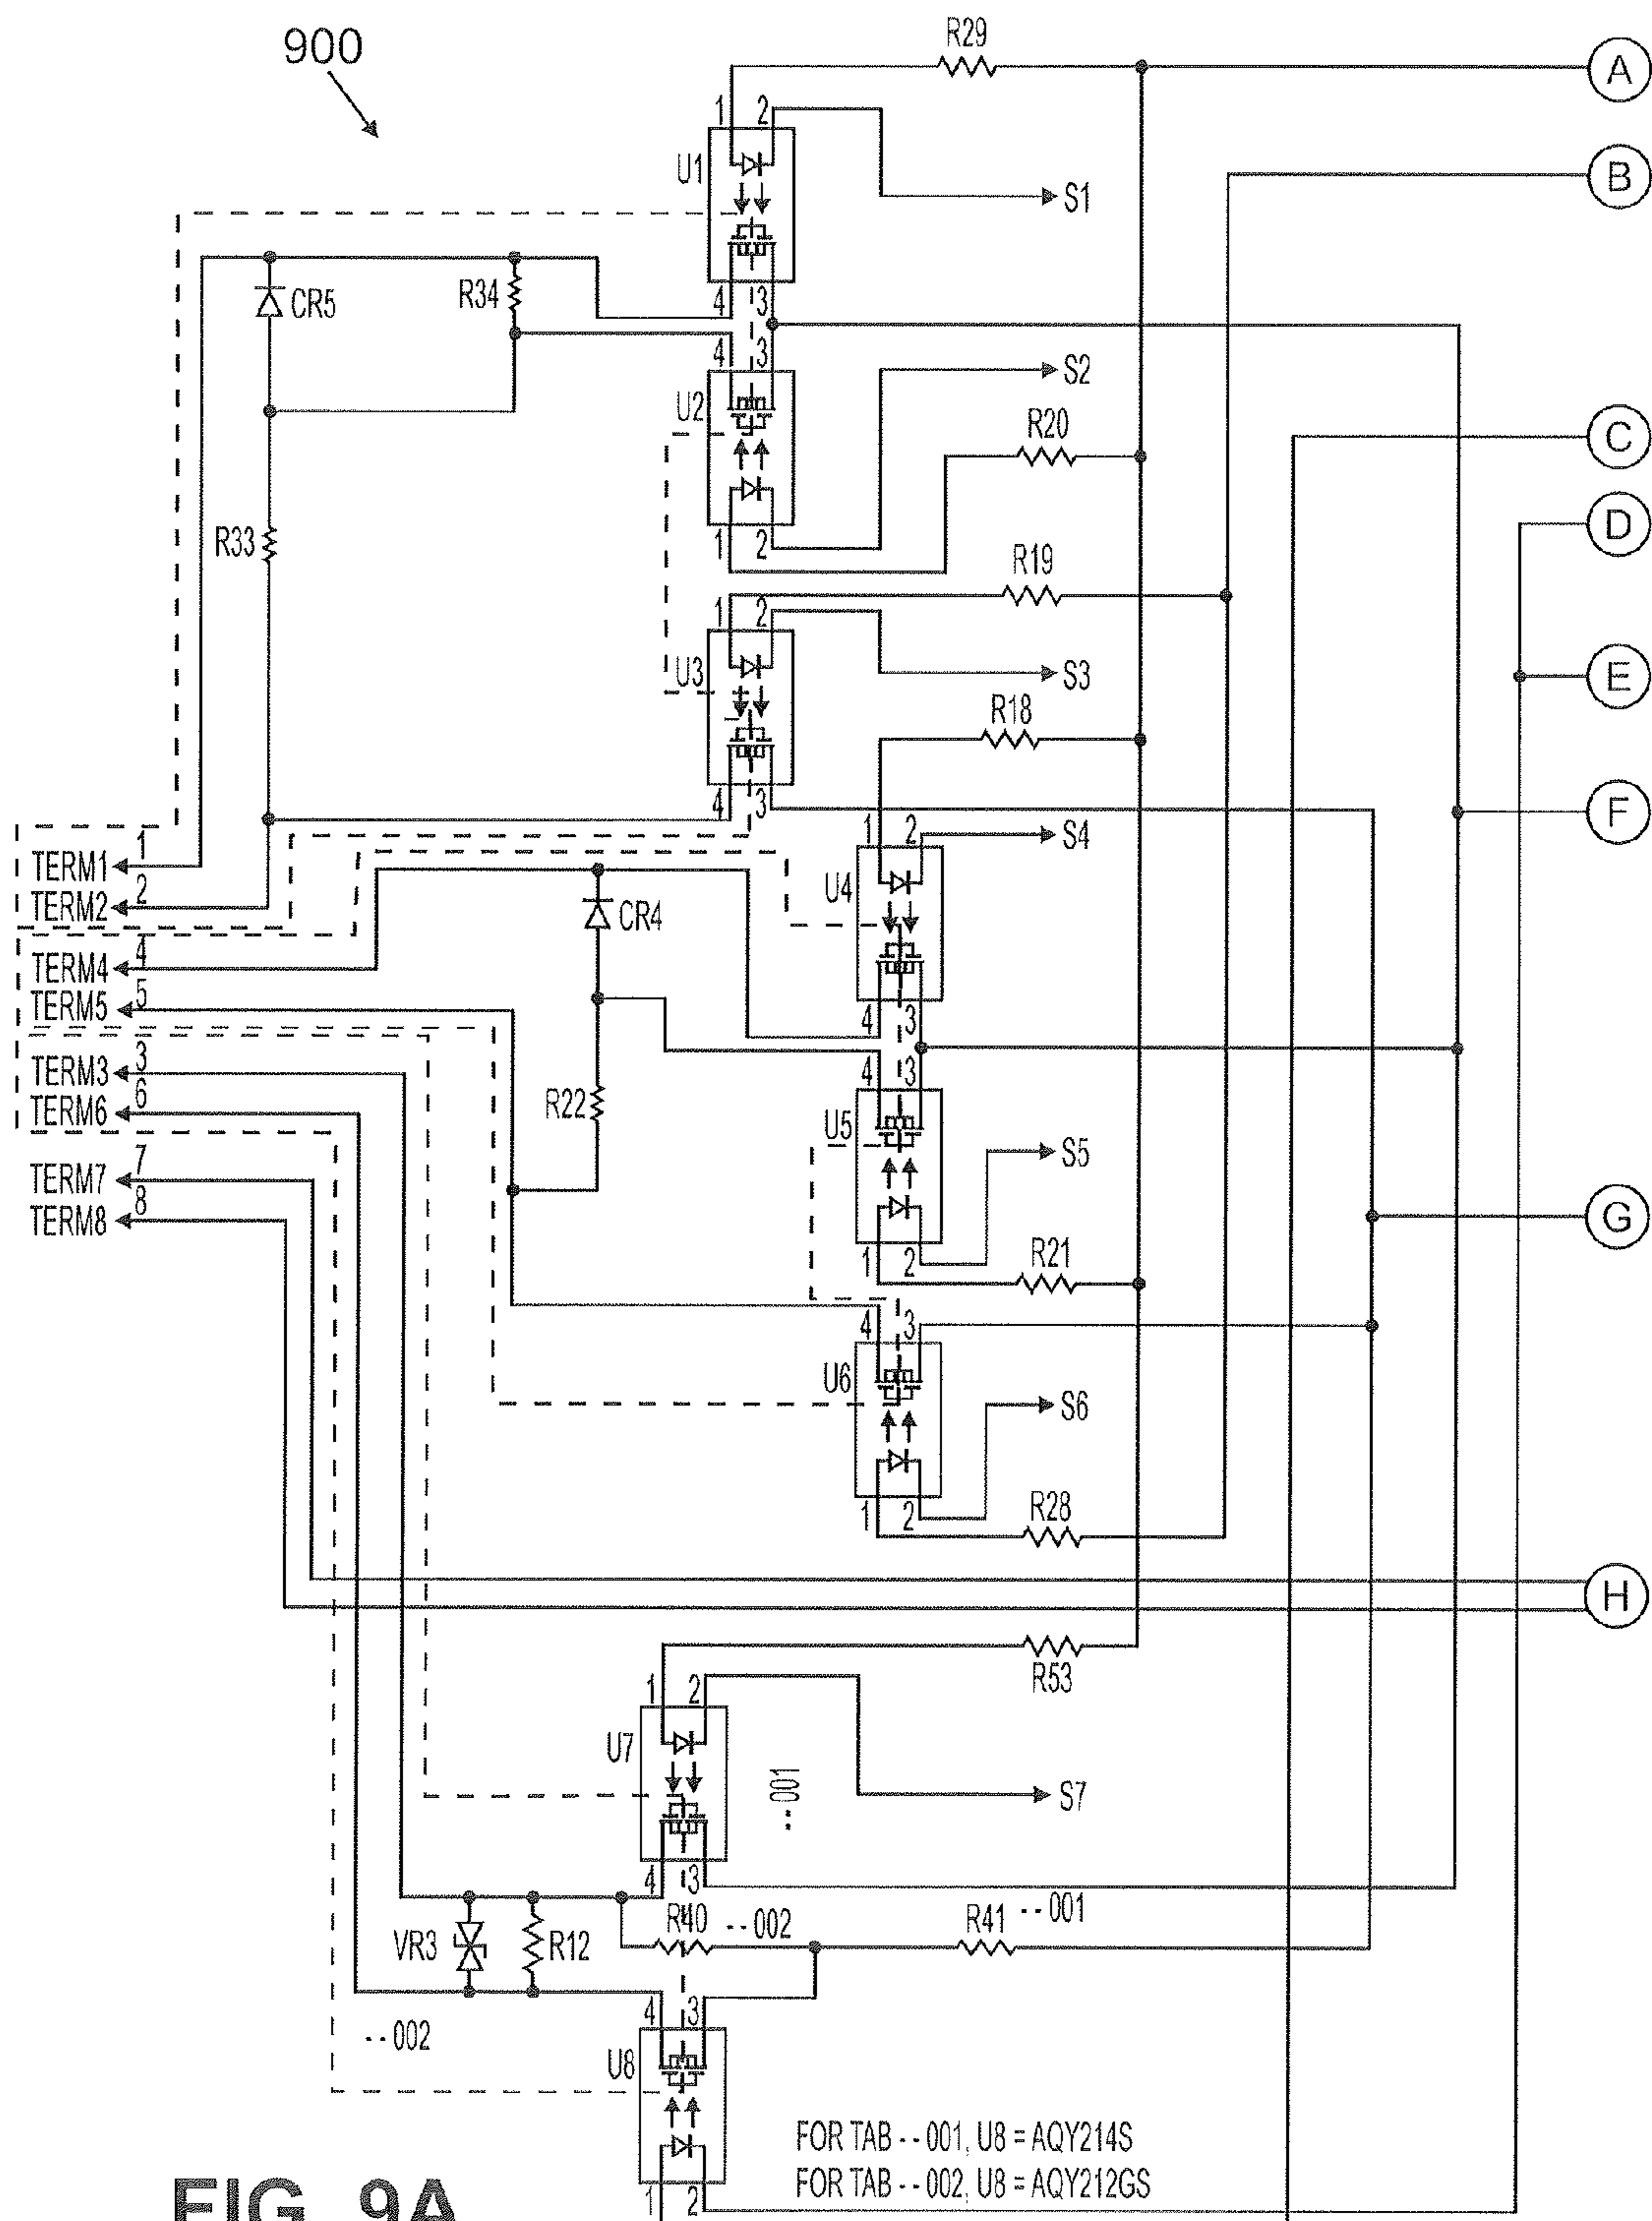 900
R29
A
1 2
B
U1
S1
CR5
R34
4 3
4 3
S2
U2
R20
C
R33
1 2
D
R19
1 2
U3
S3
E
R18
4 3
1 2
S4
F
TERM1 1
TERM2 2
U4
CR4
TERM4 4
TERM5 5
4 3
TERM3 3
4 3
TERM6 6
R22
U5
S5
TERM7 7
TERM8 8
G
1 2
R21
4 3
U6
S6
R28
1 2
H
R53
1 2
U7
--001
S7
4 3
R40 --002
R41 --001
VR3
R12
4 3
--002
U8
FOR TAB --001, U8 = AQY214S
FOR TAB --002, U8 = AQY212GS
1 2
FIG. 9A